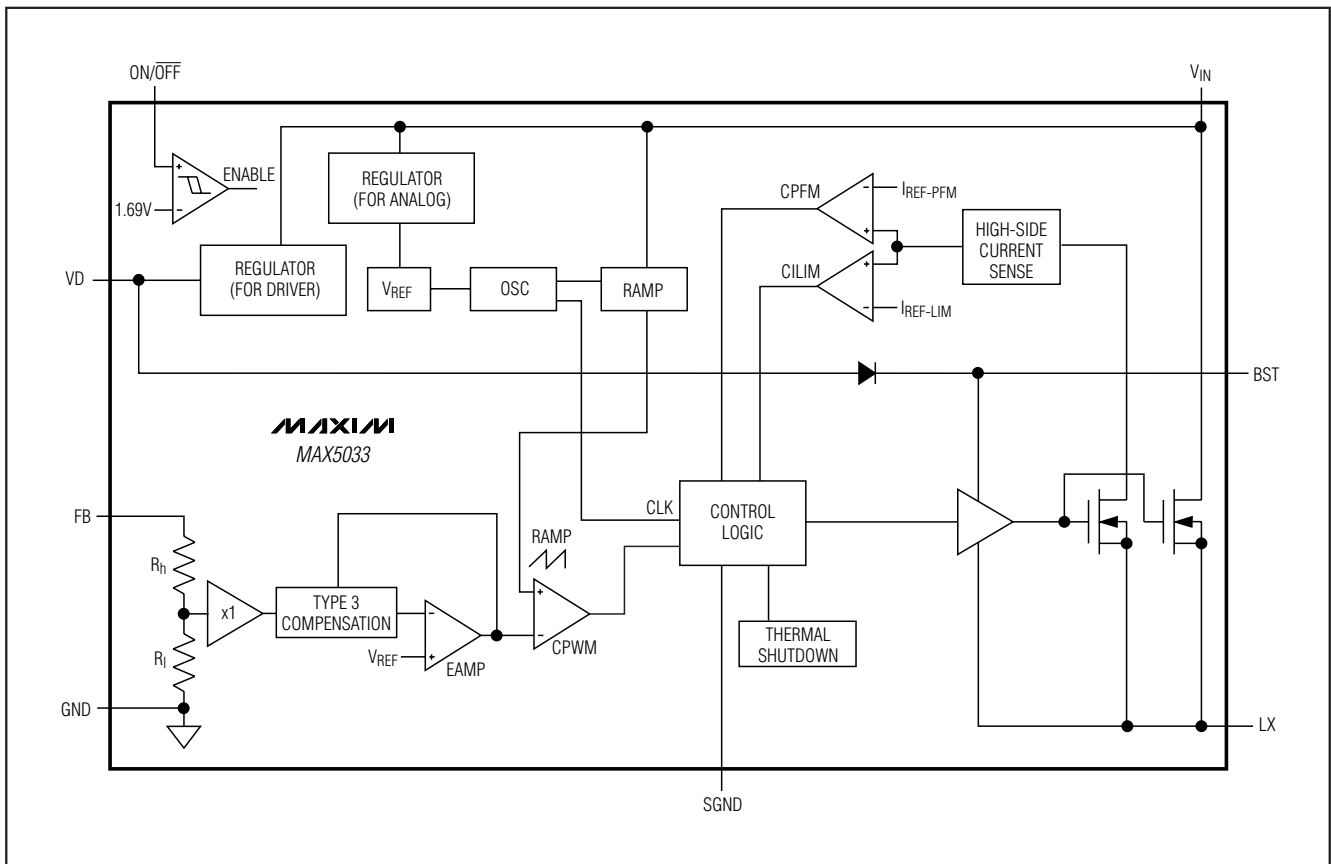 ON/OFF
VIN
ENABLE
1.69V
REGULATOR
(FOR ANALOG)
CPFM
IREF-PFM
HIGH-SIDE
CURRENT
SENSE
VD
REGULATOR
(FOR DRIVER)
VREF
OSC
RAMP
CILIM
IREF-LIM
BST
MAXIM
MAX5033
FB
Rh
x1
TYPE 3
COMPENSATION
VREF
EAMP
RAMP
CPWM
CLK
CONTROL
LOGIC
THERMAL
SHUTDOWN
Rl
GND
LX
SGND